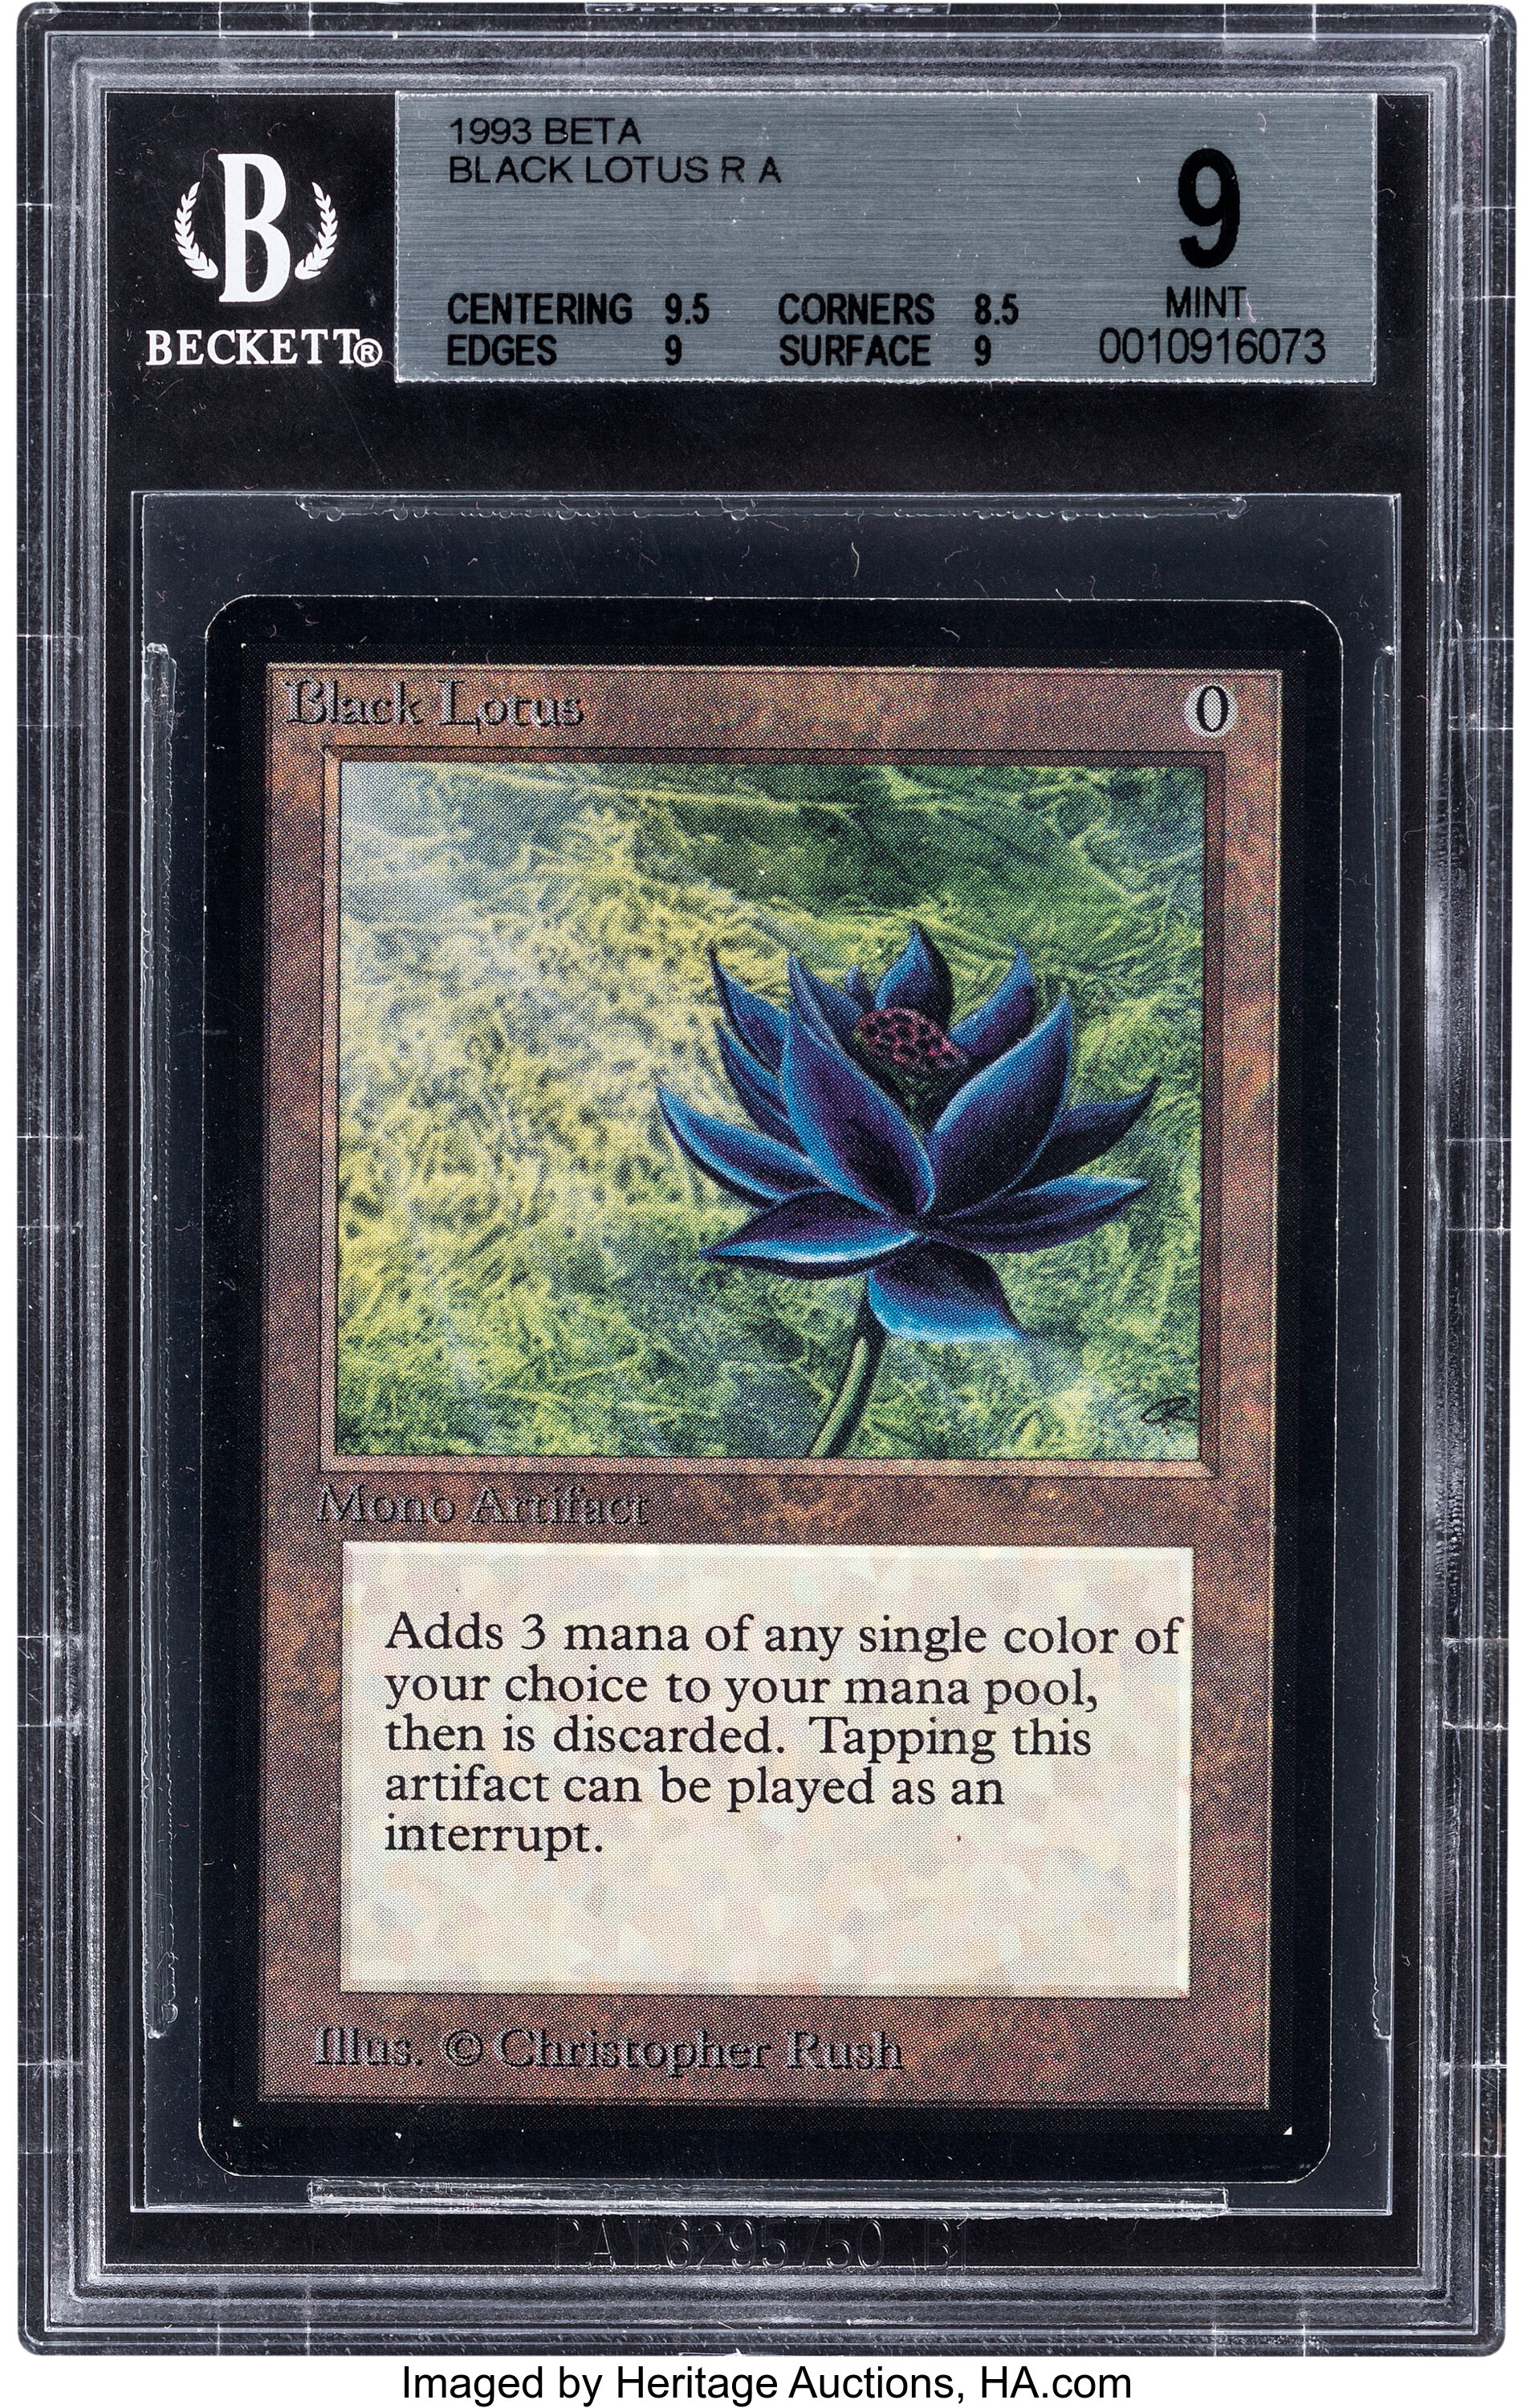 1993 BETA
BLACK LOTUS R A
9
MINT
0010916073
CENTERING 9.5 CORNERS 8.5
EDGES 9 SURFACE 9
B
BECKETT®
Black Lotus 0
Mono Artifact
Adds 3 mana of any single color of
your choice to your mana pool,
then is discarded. Tapping this
artifact can be played as an
interrupt.
Illus. © Christopher Rush
PAT.6295750 B1
Imaged by Heritage Auctions, HA.com